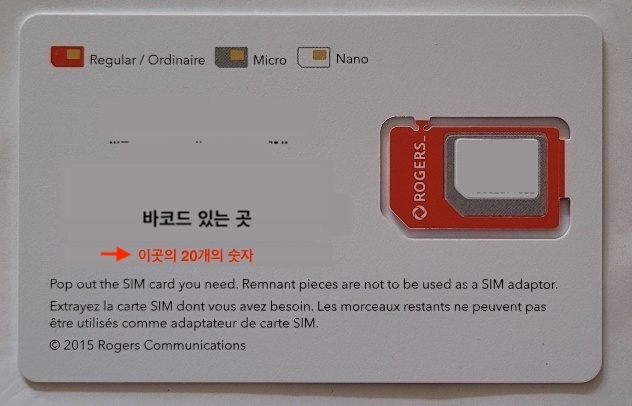 Regular / Ordinaire Micro Nano
ROGERS
바코드 있는 곳
이곳의 20개의 숫자
Pop out the SIM card you need. Remnant pieces are not to be used as a SIM adaptor.
Extrayez la carte SIM dont vous avez besoin. Les morceaux restants ne peuvent pas
être utilisés comme adaptateur de carte SIM.
© 2015 Rogers Communications